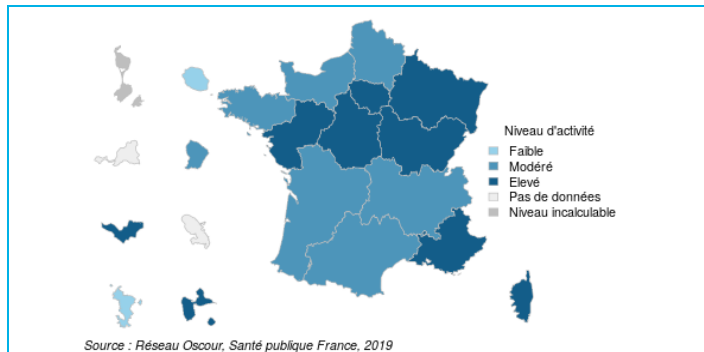 Niveau d'activité
Faible
Modéré
Elevé
Pas de données
Niveau incalculable
Source : Réseau Oscour, Santé publique France, 2019